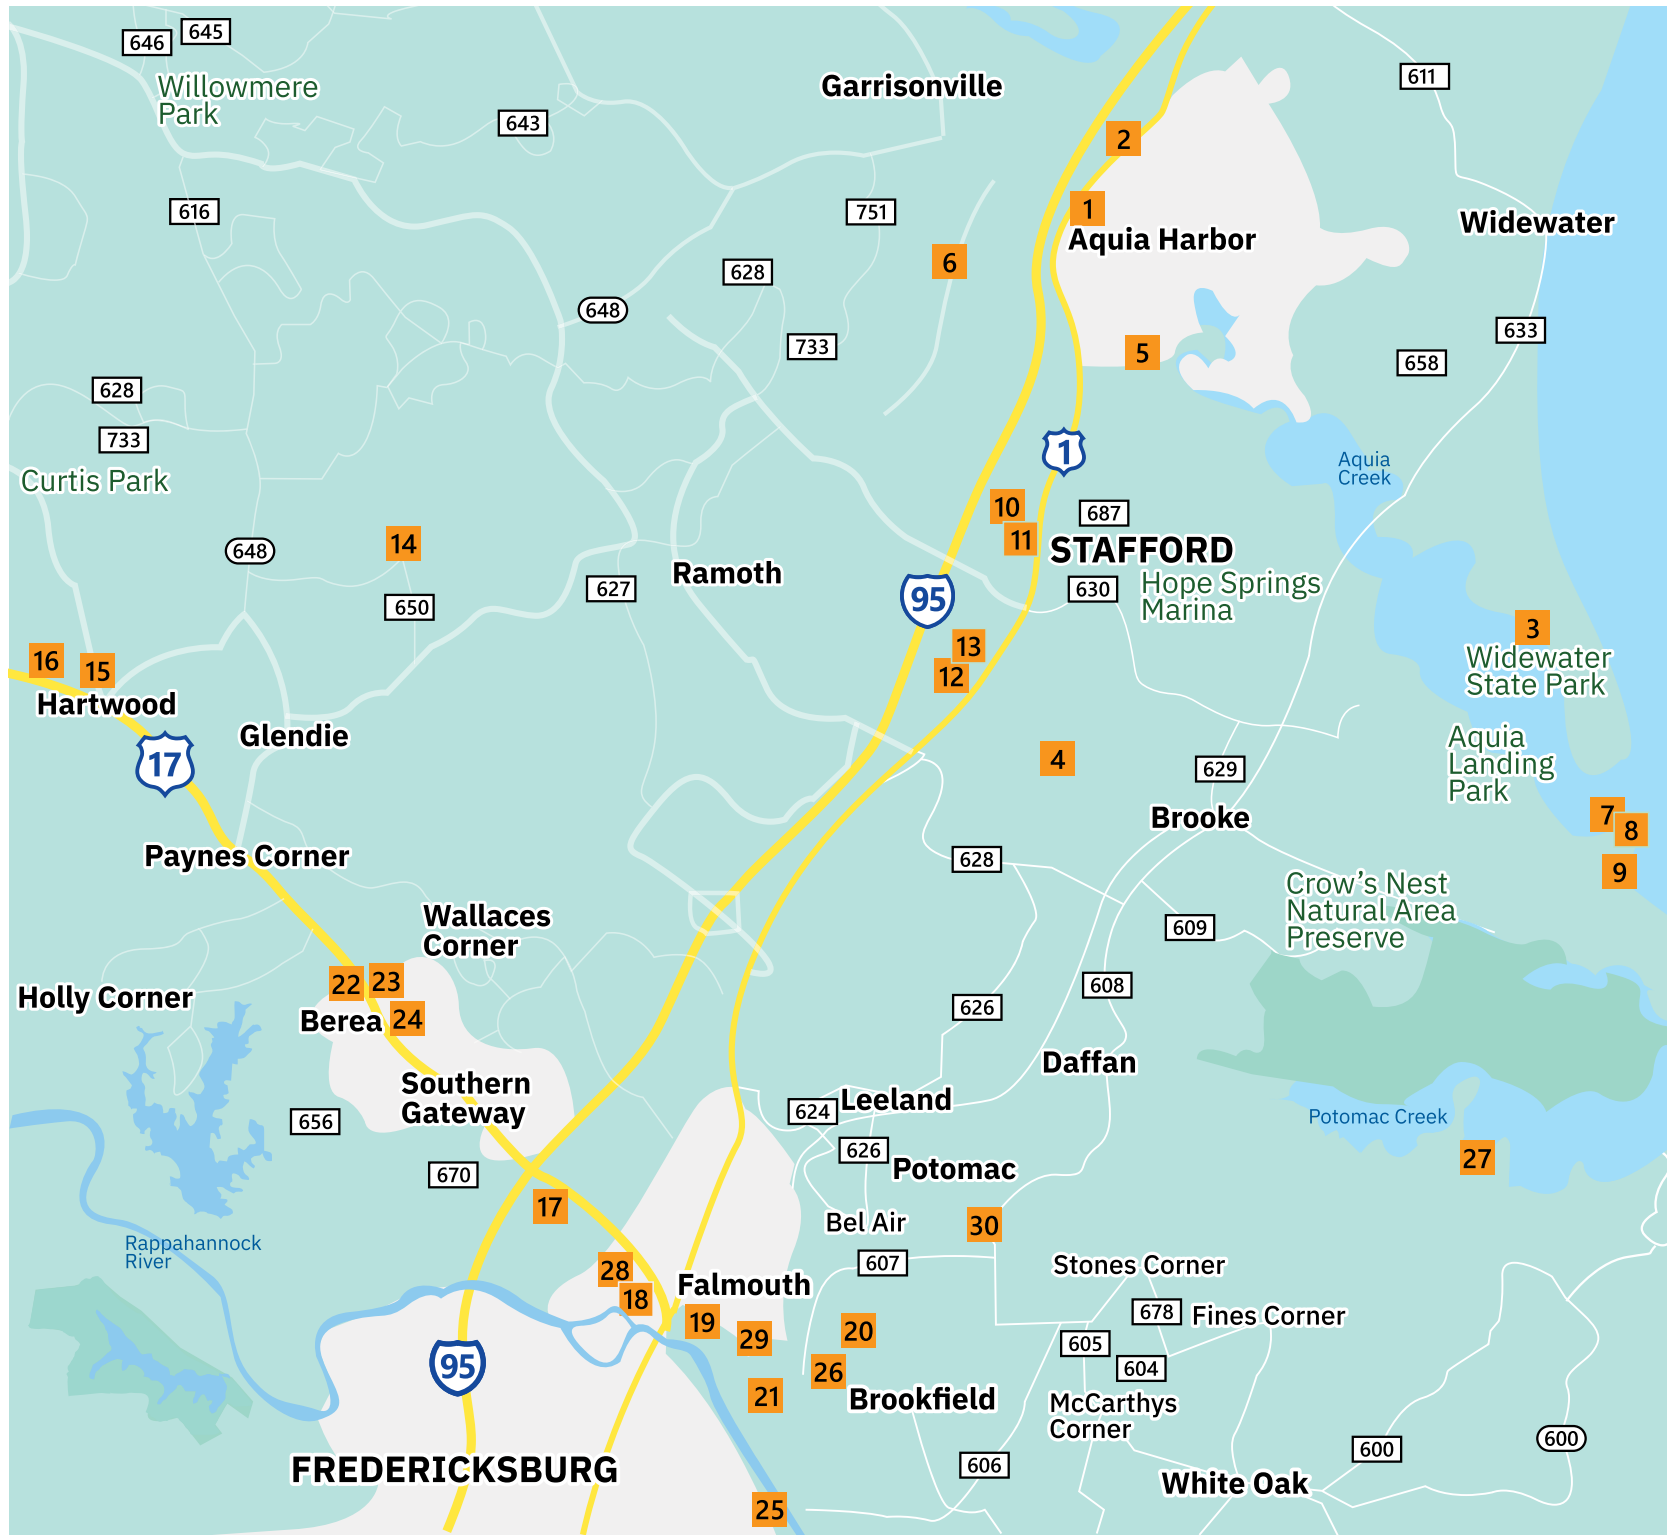 645
646
611
Willowmere
Park
Garrisonville
643
2
616
751
1
Widewater
Aquia Harbor
6
628
648
633
733
5
658
628
733
1
Aquia
Creek
Curtis Park
10
687
11
14
648
STAFFORD
Ramoth
627
630
Hope Springs
Marina
95
650
3
13
16
15
12
Widewater
State Park
Hartwood
Glendie
17
4
629
Aquia
Landing
Park
7
8
Brooke
Paynes Corner
628
9
Crow's Nest
Natural Area
Preserve
Wallaces
Corner
609
22
23
608
Holly Corner
626
Berea
24
Daffan
Southern
Gateway
Leeland
624
656
Potomac Creek
626
27
670
Potomac
17
Bel Air
30
Rappahannock
River
607
Stones Corner
28
Falmouth
18
678
Fines Corner
19
20
29
605
95
604
26
21
Brookfield
McCarthys
Corner
600
600
FREDERICKSBURG
606
White Oak
25